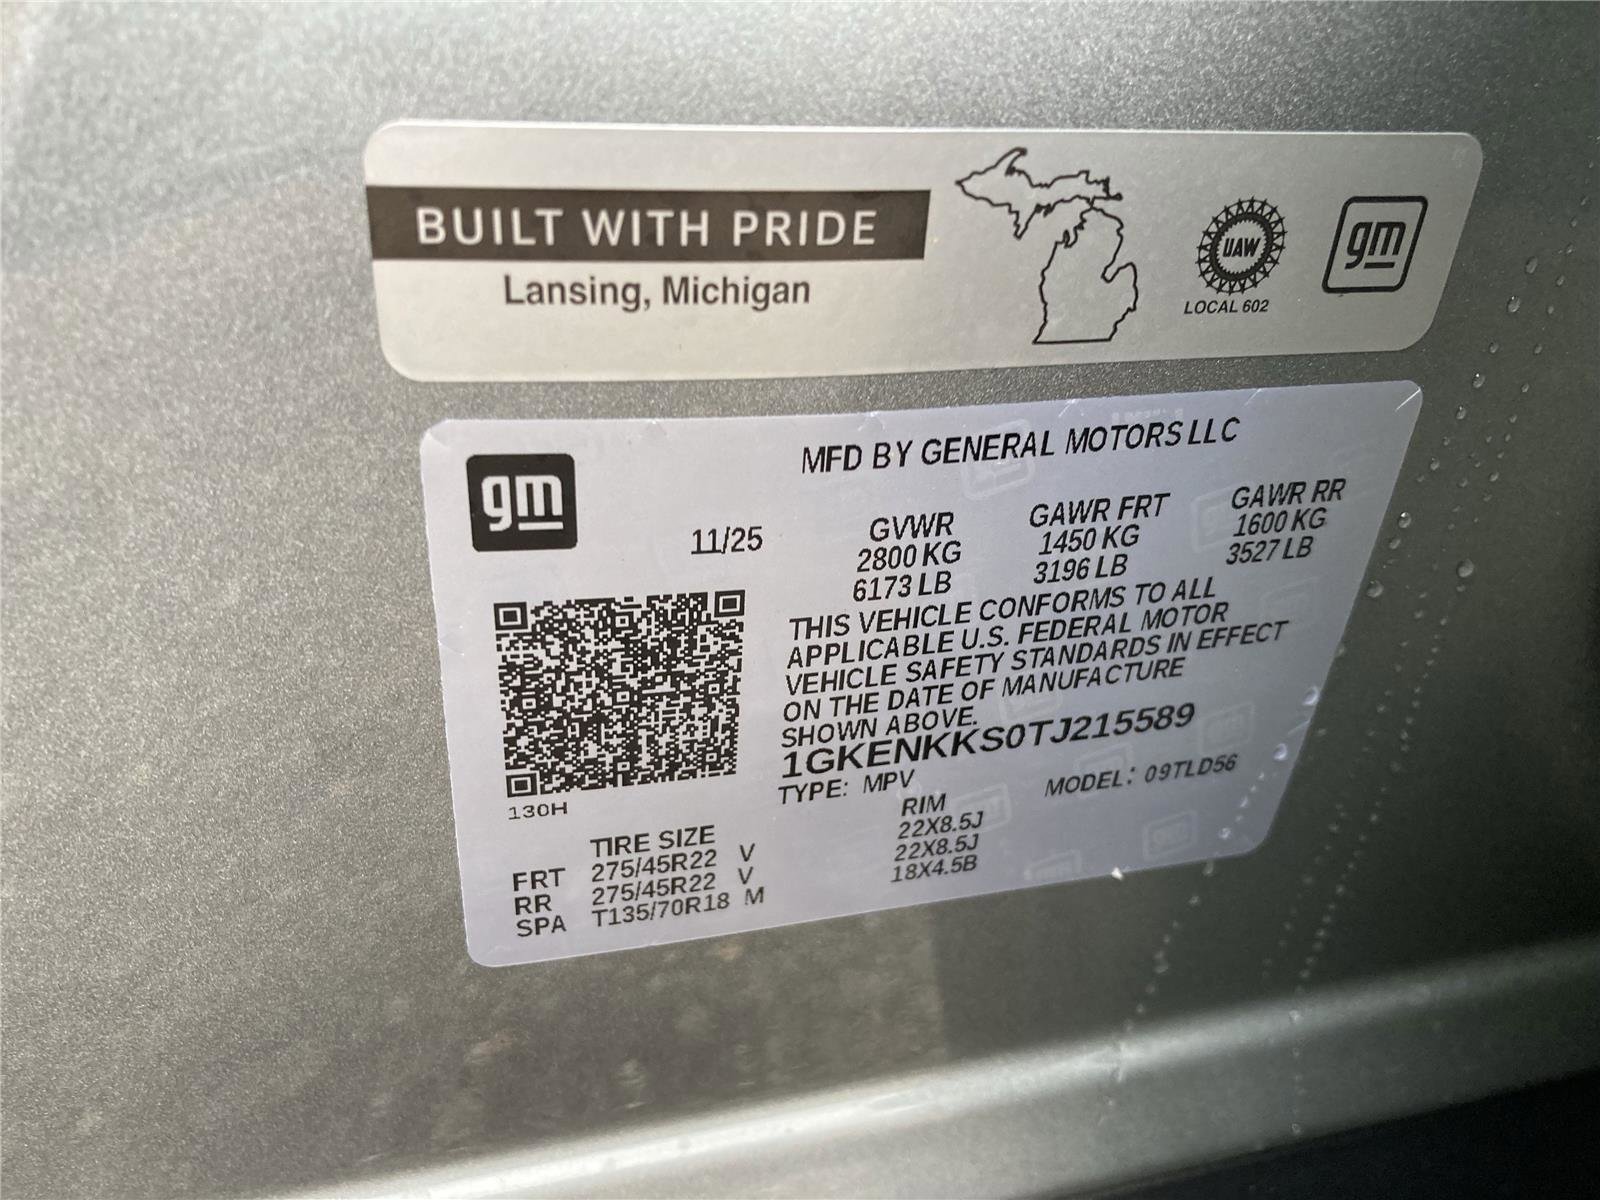 BUILT WITH PRIDE
Lansing, Michigan
UAW
LOCAL 602
gm
gm
MFD BY GENERAL MOTORS LLC
11/25
GVWR GAWR FRT GAWR RR
2800 KG 1450 KG 1600 KG
6173 LB 3196 LB 3527 LB
THIS VEHICLE CONFORMS TO ALL
APPLICABLE U.S. FEDERAL MOTOR
VEHICLE SAFETY STANDARDS IN EFFECT
ON THE DATE OF MANUFACTURE
SHOWN ABOVE.
1GKENKKS0TJ215589
TYPE: MPV MODEL: 09TLD56
130H
TIRE SIZE RIM
FRT 275/45R22 V 22X8.5J
RR 275/45R22 V 22X8.5J
SPA T135/70R18 M 18X4.5B